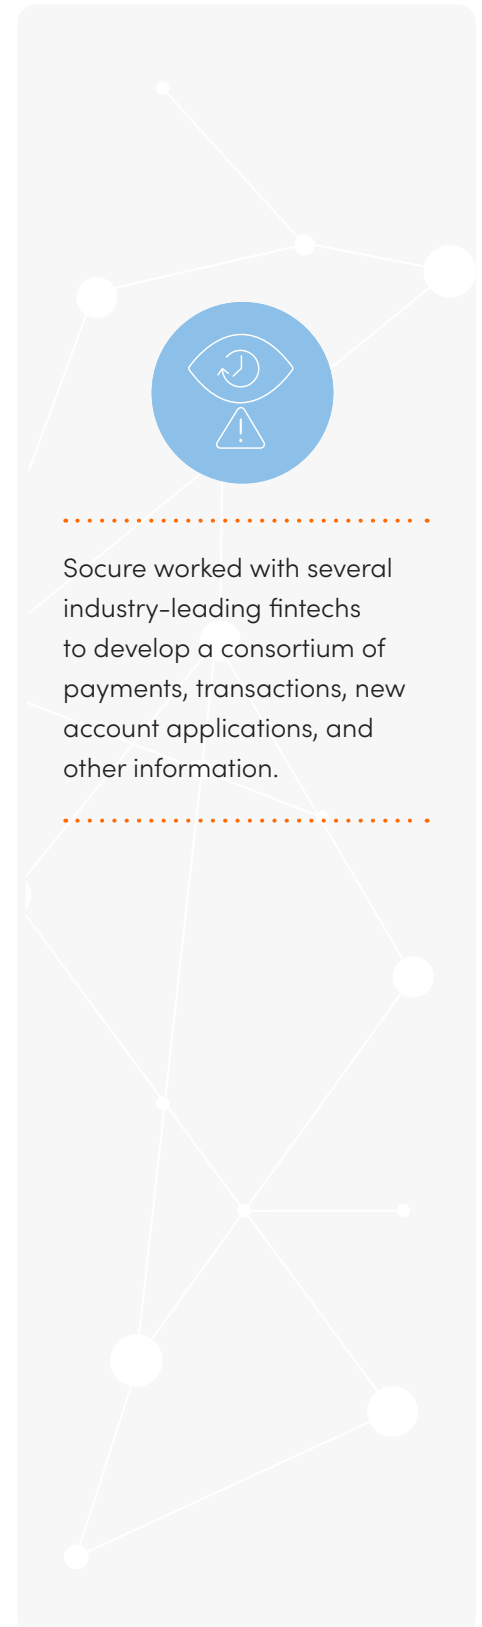 Socure worked with several
industry-leading fintechs
to develop a consortium of
payments, transactions, new
account applications, and
other information.